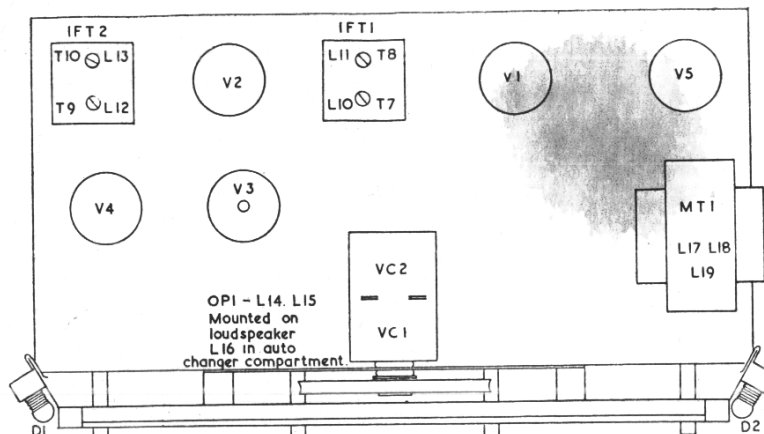 IFT2
IFT1
T10 L13
T9 L12
V2
L11 T8
L10 T7
V1
V5
V4
V3
MT1
L17 L18
L19
VC2
VC1
OP1 - L14. L15
Mounted on
loudspeaker
L16 in auto
changer compartment.
D1
D2